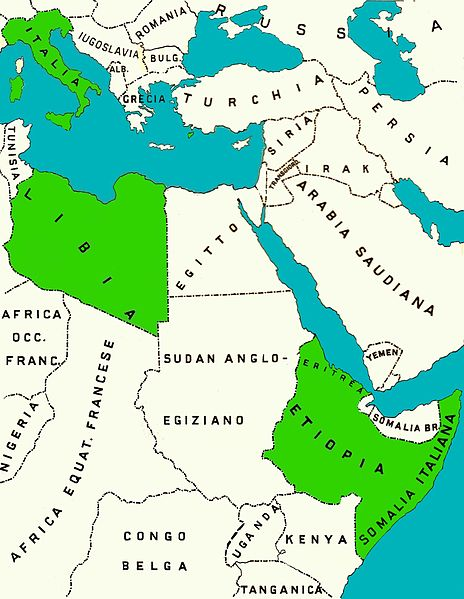 RUSSIA
ROMANIA
ITALIA
IUGOSLAVIA
BULG.
ALB.
GRECIA
TURCHIA
PERSIA
TUNISIA
SIRIA
TRANSGIORD.
IRAK
LIBIA
EGITTO
ARABIA SAUDIANA
AFRICA
OCC.
FRANC.
SUDAN ANGLO-
EGIZIANO
YEMEN
ERITREA
SOMALIA BR.
ETIOPIA
SOMALIA ITALIANA
NIGERIA
AFRICA EQUAT. FRANCESE
CONGO
BELGA
UGANDA
KENYA
TANGANICA